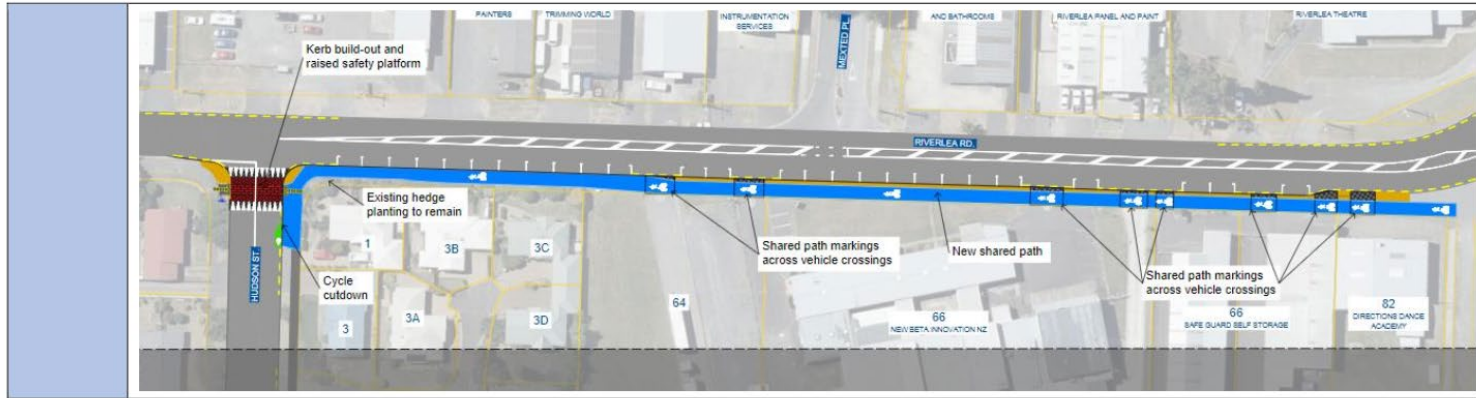 PAINTERS
TRIMMING WORLD
INSTRUMENTATION
SERVICES
MEXTED PL.
AND BATHROOMS
RIVERLEA PANEL AND PAINT
RIVERLEA THEATRE
Kerb build-out and
raised safety platform
RIVERLEA RD.
Existing hedge
planting to remain
HUDSON ST.
Cycle
cutdown
1
3B
3C
3
3A
3D
Shared path markings
across vehicle crossings
64
New shared path
66
NEW BETA INNOVATION NZ
Shared path markings
across vehicle crossings
66
SAFE GUARD SELF STORAGE
82
DIRECTIONS DANCE
ACADEMY